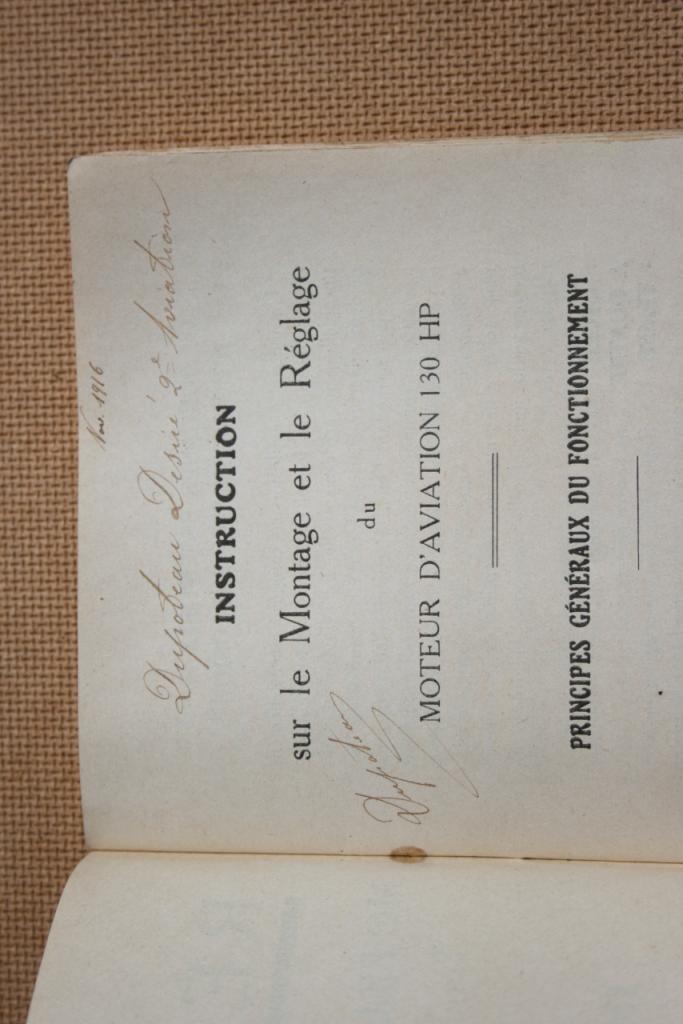 Nov. 1916
Dupoteau Désiré 2e Aviation
INSTRUCTION
sur le Montage et le Réglage
du
MOTEUR D'AVIATION 130 HP
Dupoteau
PRINCIPES GÉNÉRAUX DU FONCTIONNEMENT